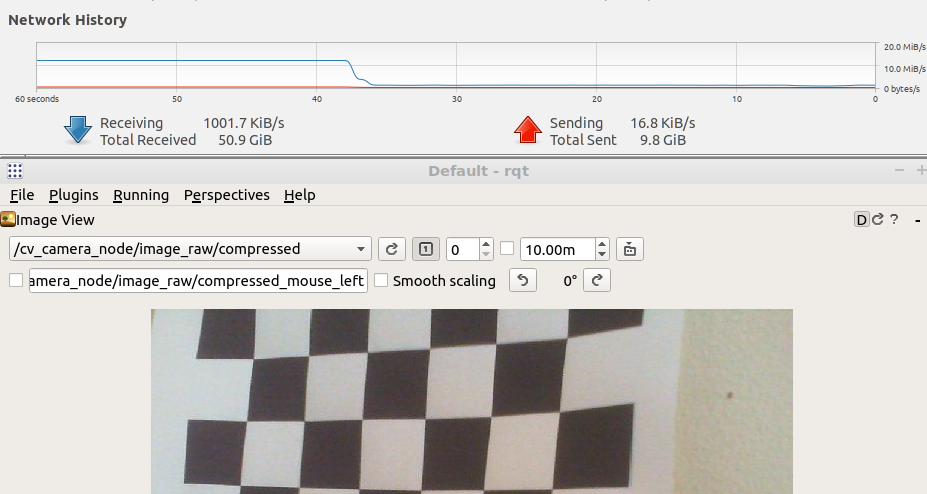 Network History
20.0 MiB/s
10.0 MiB/s
0 bytes/s
60 seconds 50 40 30 20 10 0
Receiving 1001.7 KiB/s
Total Received 50.9 GiB
Sending 16.8 KiB/s
Total Sent 9.8 GiB
Default - rqt
File Plugins Running Perspectives Help
Image View D ? -
/cv_camera_node/image_raw/compressed 1 0 10.00m
amera_node/image_raw/compressed_mouse_left Smooth scaling 0°